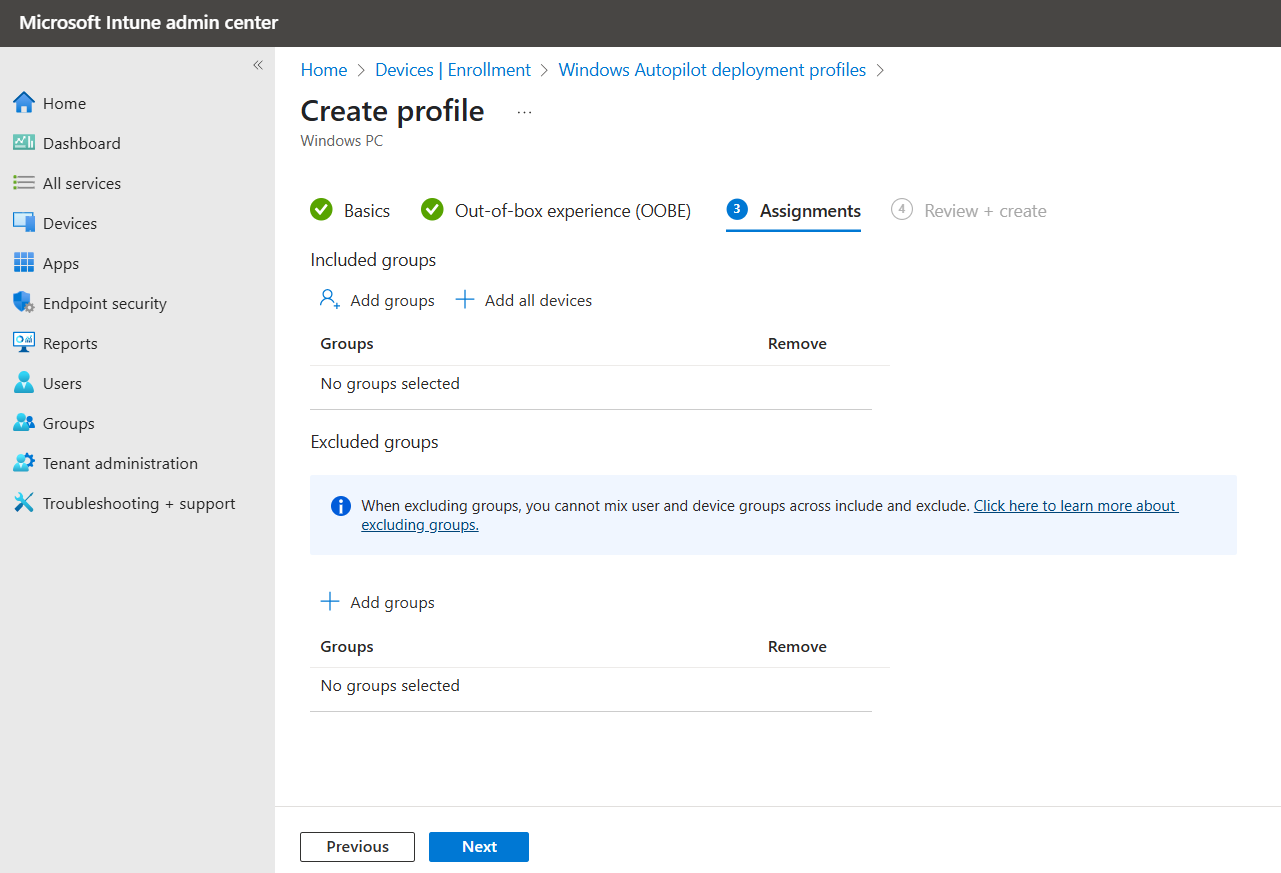 Microsoft Intune admin center
«
Home
Dashboard
All services
Devices
Apps
Endpoint security
Reports
Users
Groups
Tenant administration
Troubleshooting + support
Home > Devices | Enrollment > Windows Autopilot deployment profiles >
Create profile ...
Windows PC
Basics Out-of-box experience (OOBE) 3 Assignments 4 Review + create
Included groups
Add groups Add all devices
Groups Remove
No groups selected
Excluded groups
When excluding groups, you cannot mix user and device groups across include and exclude. Click here to learn more about
excluding groups.
Add groups
Groups Remove
No groups selected
Previous Next